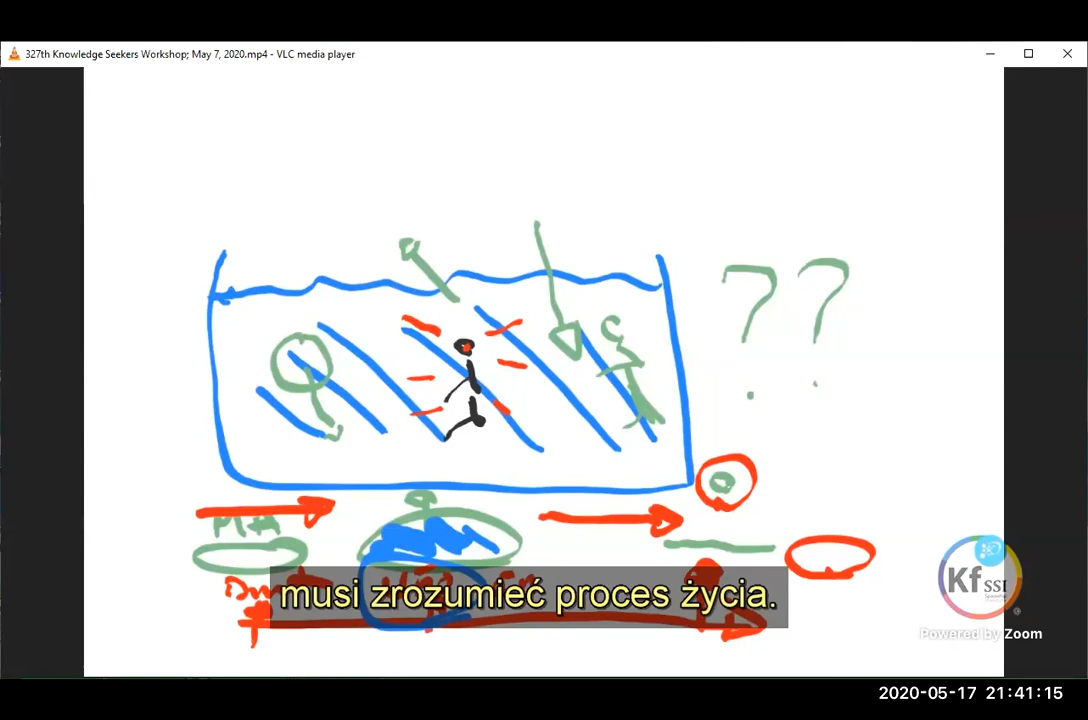 327th Knowledge Seekers Workshop; May 7, 2020.mp4 - VLC media player
? ?
musi zrozumieć proces życia.
Kf SSI
Powered by Zoom
2020-05-17 21:41:15